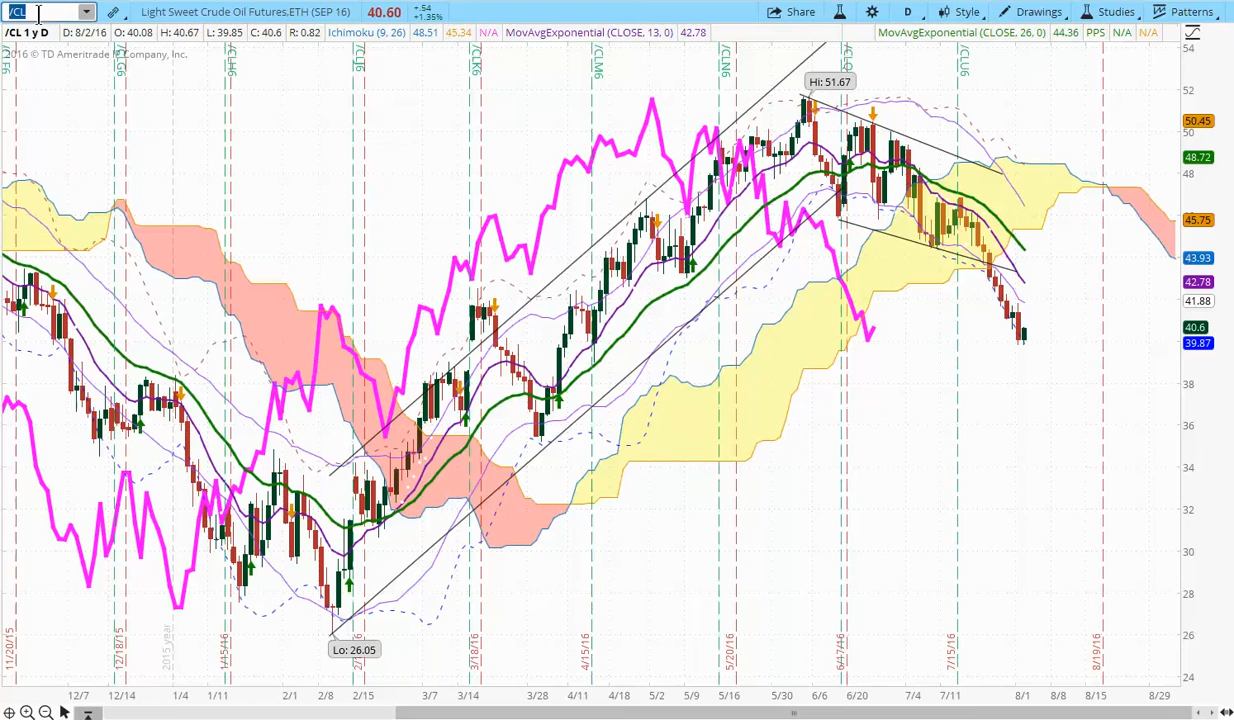 /CL Light Sweet Crude Oil Futures,ETH (SEP 16) 40.60 +.54 +1.35% Share D Style Drawings Studies Patterns
/CL 1 y D D: 8/2/16 O: 40.08 H: 40.67 L: 39.85 C: 40.6 R: 0.82 Ichimoku (9, 26) 48.51 45.34 N/A MovAvgExponential (CLOSE, 13, 0) 42.78 MovAvgExponential (CLOSE, 26, 0) 44.36 PPS N/A N/A
2016 © TD Ameritrade IP Company, Inc.
/CLG6
/CLH6
/CLJ6
/CLK6
/CLM6
/CLN6
/CLQ
/CLU6
Hi: 51.67
Lo: 26.05
54
52
50.45
50
48.72
48
45.75
43.93
42.78
41.88
40.6
39.87
38
36
34
32
30
28
26
24
11/20/15
12/18/15
2015 year
1/15/16
3/18/16
4/15/16
5/20/16
6/17/16
7/15/16
8/19/16
12/7 12/14 1/4 1/11 2/1 2/8 2/15 3/7 3/14 3/28 4/11 4/18 5/2 5/9 5/16 5/30 6/6 6/20 7/4 7/11 8/1 8/8 8/15 8/29